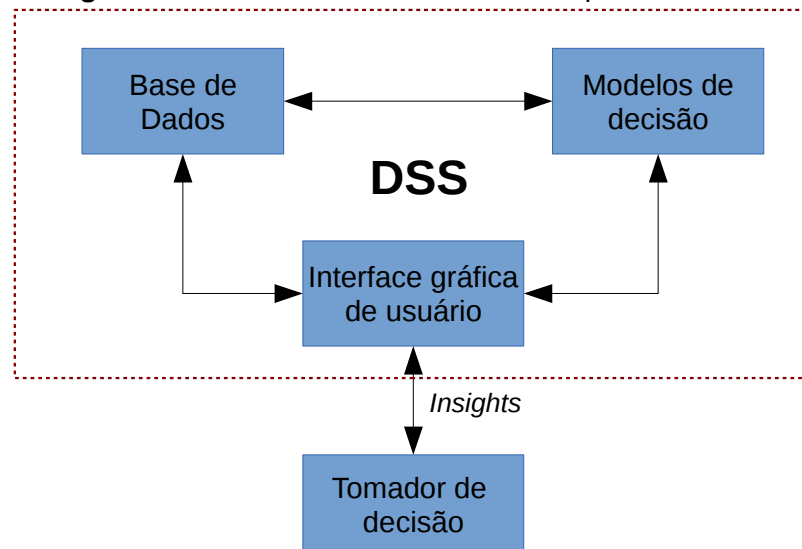 Base de
Dados
Modelos de
decisão
DSS
Interface gráfica
de usuário
Insights
Tomador de
decisão